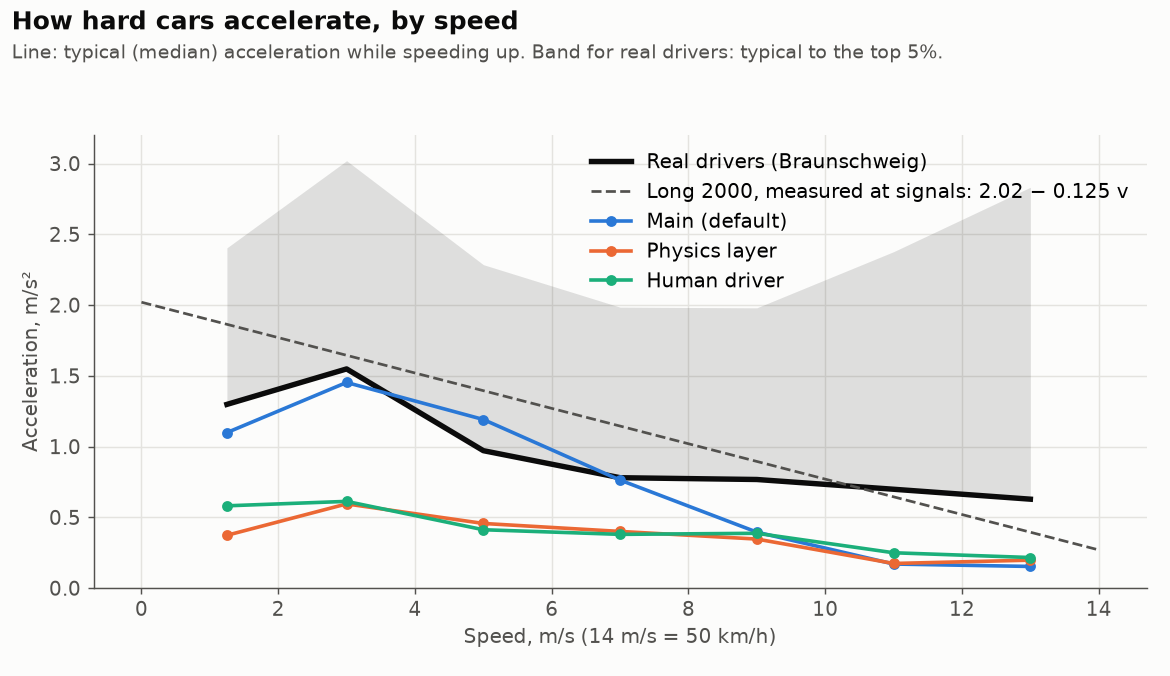 How hard cars accelerate, by speed
Line: typical (median) acceleration while speeding up. Band for real drivers: typical to the top 5%.
Real drivers (Braunschweig)
Long 2000, measured at signals: 2.02 − 0.125 v
Main (default)
Physics layer
Human driver
Acceleration, m/s²
3.0
2.5
2.0
1.5
1.0
0.5
0.0
0 2 4 6 8 10 12 14
Speed, m/s (14 m/s = 50 km/h)